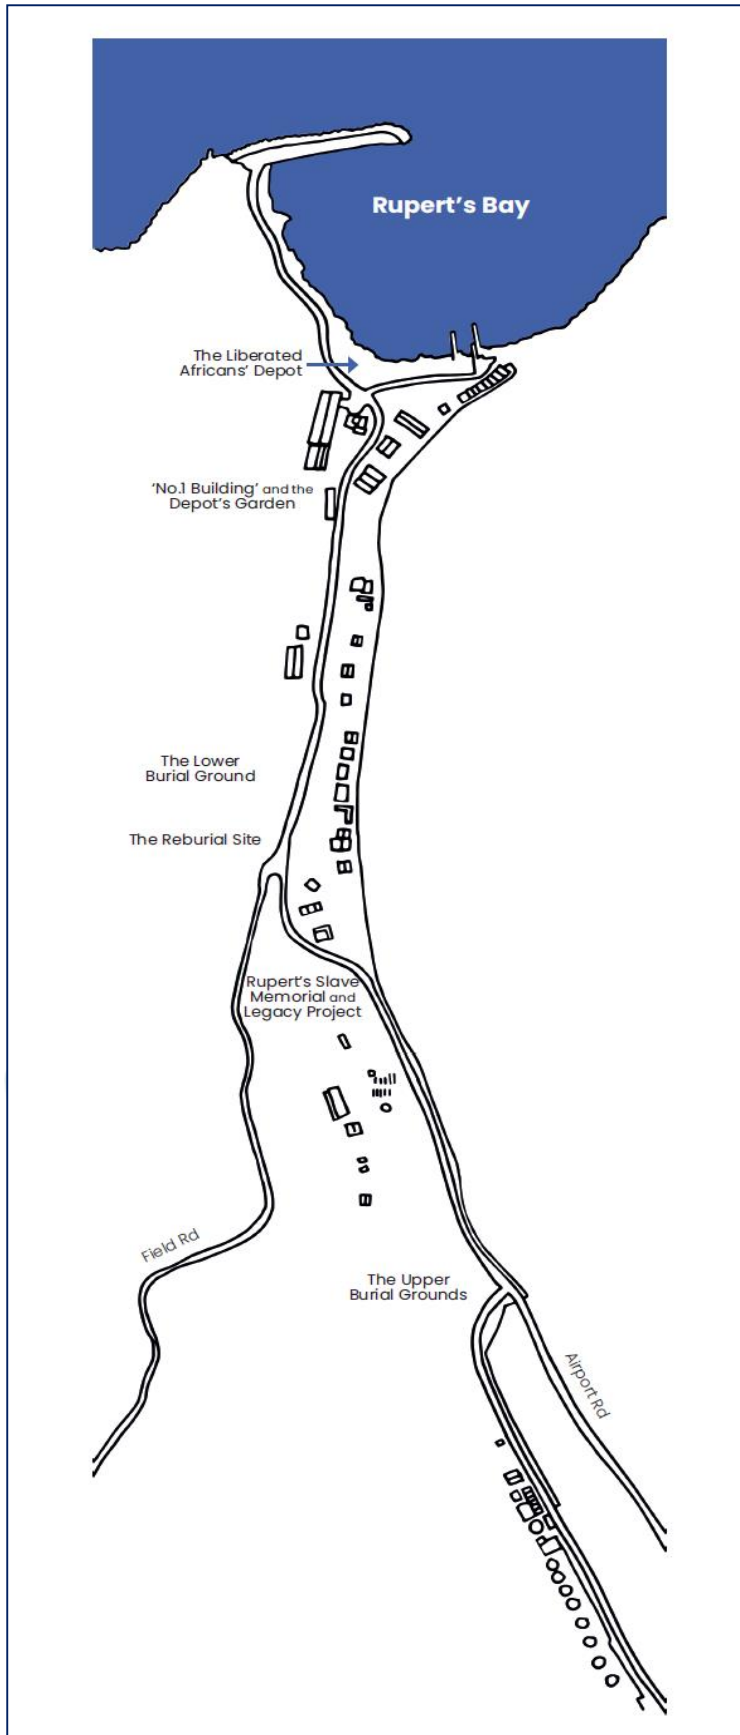 Rupert's Bay
The Liberated
Africans' Depot
'No.1 Building' and the
Depot's Garden
The Lower
Burial Ground
The Reburial Site
Rupert's Slave
Memorial and
Legacy Project
Field Rd
The Upper
Burial Grounds
Airport Rd